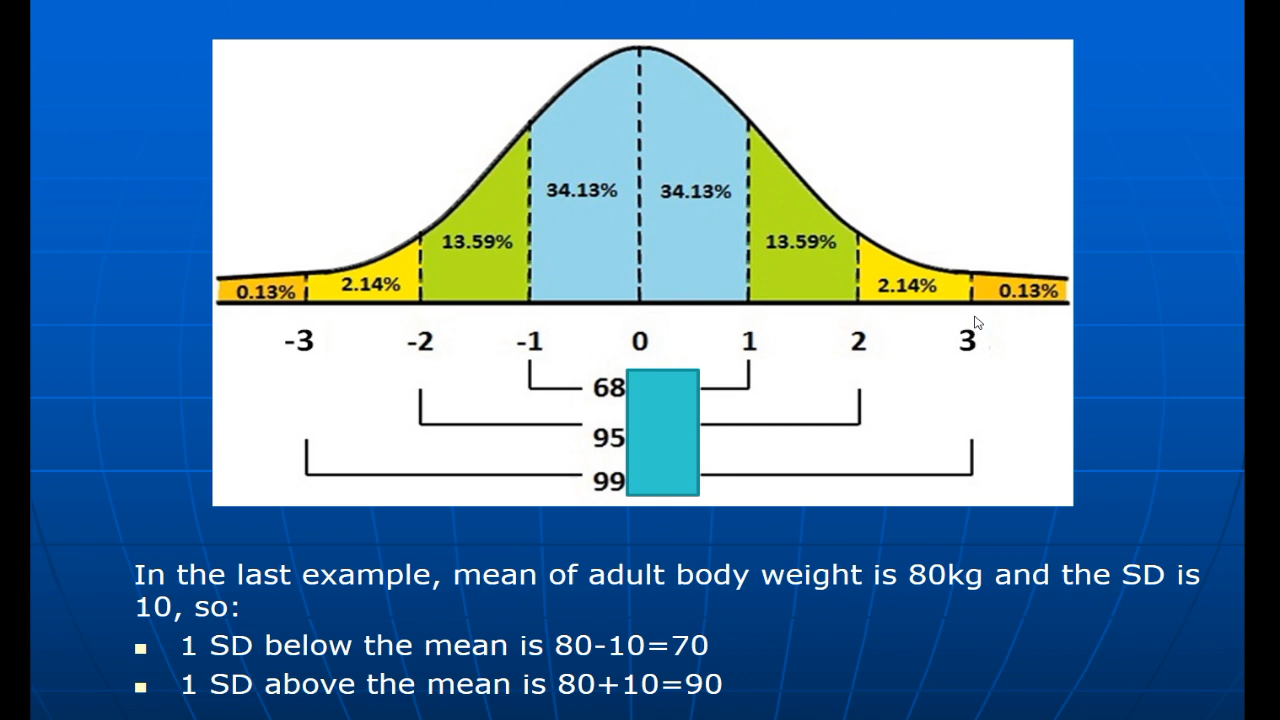 34.13% 34.13%
13.59% 13.59%
0.13% 2.14% 2.14% 0.13%
-3 -2 -1 0 1 2 3
68
95
99
In the last example, mean of adult body weight is 80kg and the SD is
10, so:
1 SD below the mean is 80-10=70
1 SD above the mean is 80+10=90